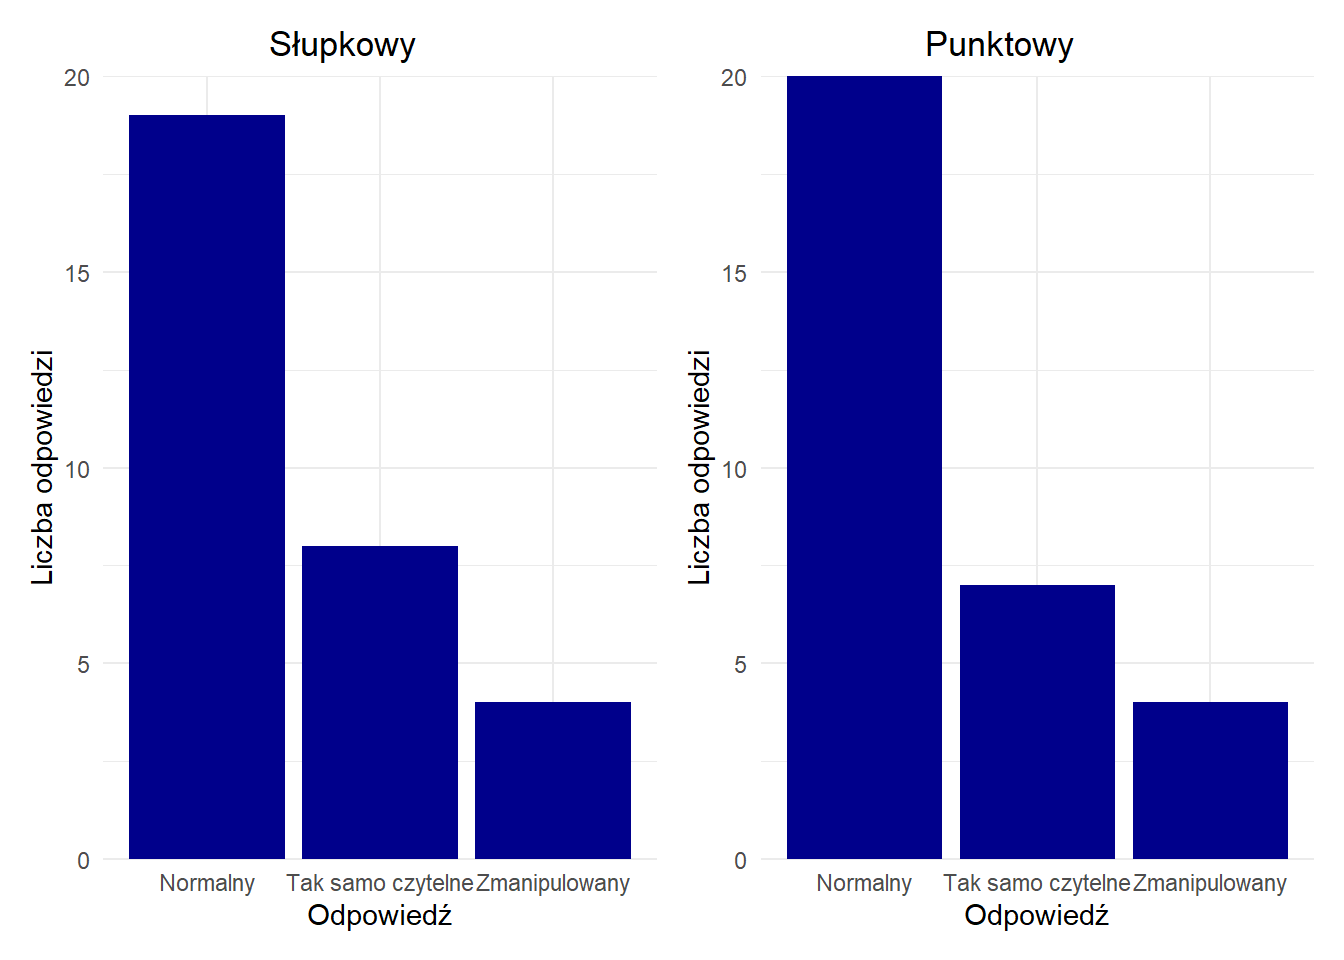 Słupkowy
20
15
10
5
0
Liczba odpowiedzi
Normalny Tak samo czytelne Zmanipulowany
Odpowiedź
Punktowy
20
15
10
5
0
Liczba odpowiedzi
Normalny Tak samo czytelne Zmanipulowany
Odpowiedź